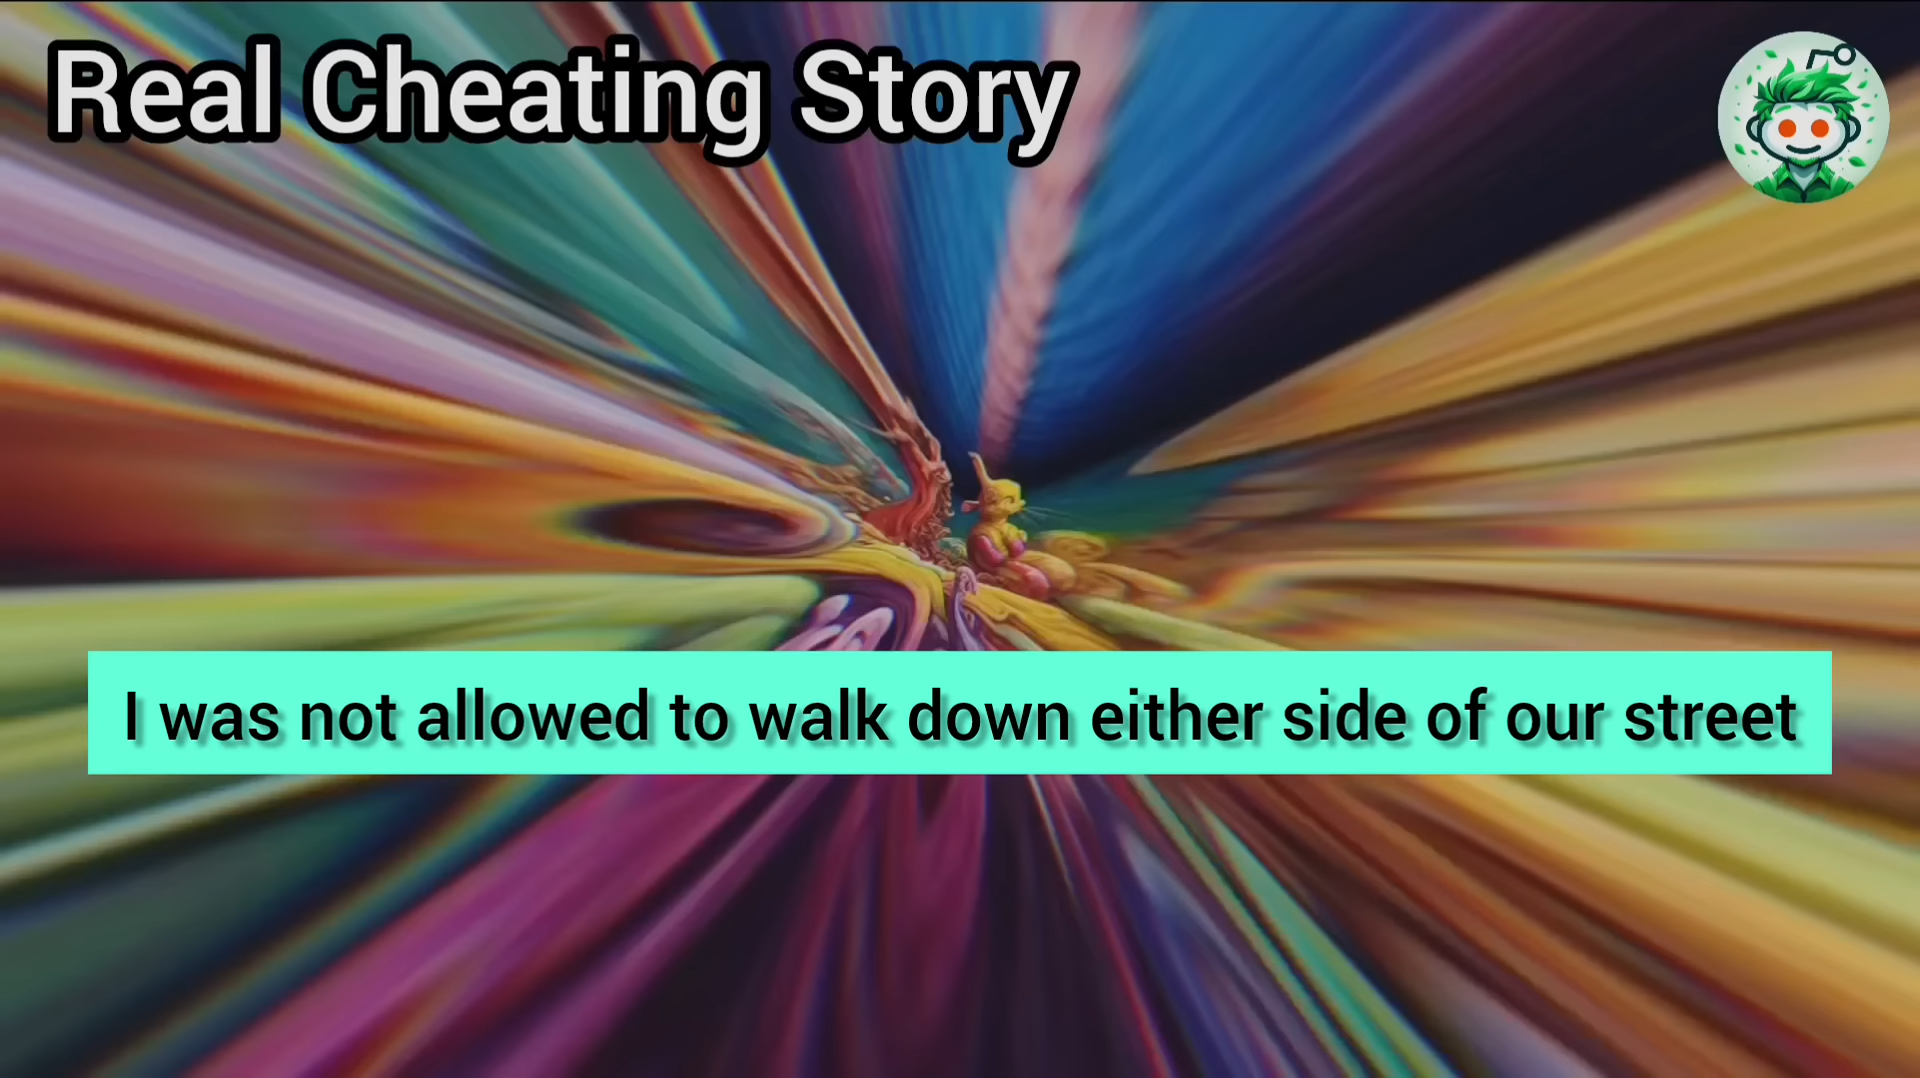 Real Cheating Story
I was not allowed to walk down either side of our street